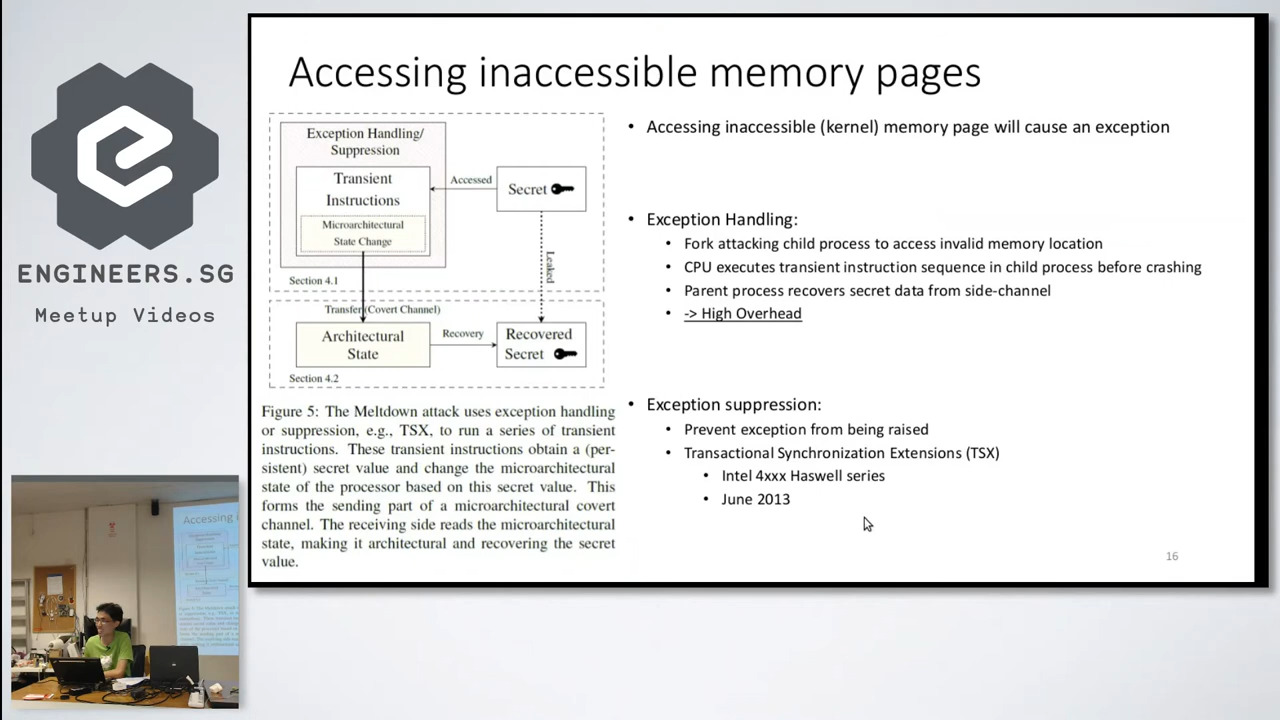 ENGINEERS.SG
Meetup Videos
Accessing inaccessible memory pages
Exception Handling/
Suppression
Transient
Instructions
Microarchitectural
State Change
Accessed
Secret
Leaked
Section 4.1
Transfer (Covert Channel)
Architectural
State
Recovery
Recovered
Secret
Section 4.2
Figure 5: The Meltdown attack uses exception handling
or suppression, e.g., TSX, to run a series of transient
instructions. These transient instructions obtain a (per-
sistent) secret value and change the microarchitectural
state of the processor based on this secret value. This
forms the sending part of a microarchitectural covert
channel. The receiving side reads the microarchitectural
state, making it architectural and recovering the secret
value.
• Accessing inaccessible (kernel) memory page will cause an exception
• Exception Handling:
• Fork attacking child process to access invalid memory location
• CPU executes transient instruction sequence in child process before crashing
• Parent process recovers secret data from side-channel
• -> High Overhead
• Exception suppression:
• Prevent exception from being raised
• Transactional Synchronization Extensions (TSX)
• Intel 4xxx Haswell series
• June 2013
16
Accessing i